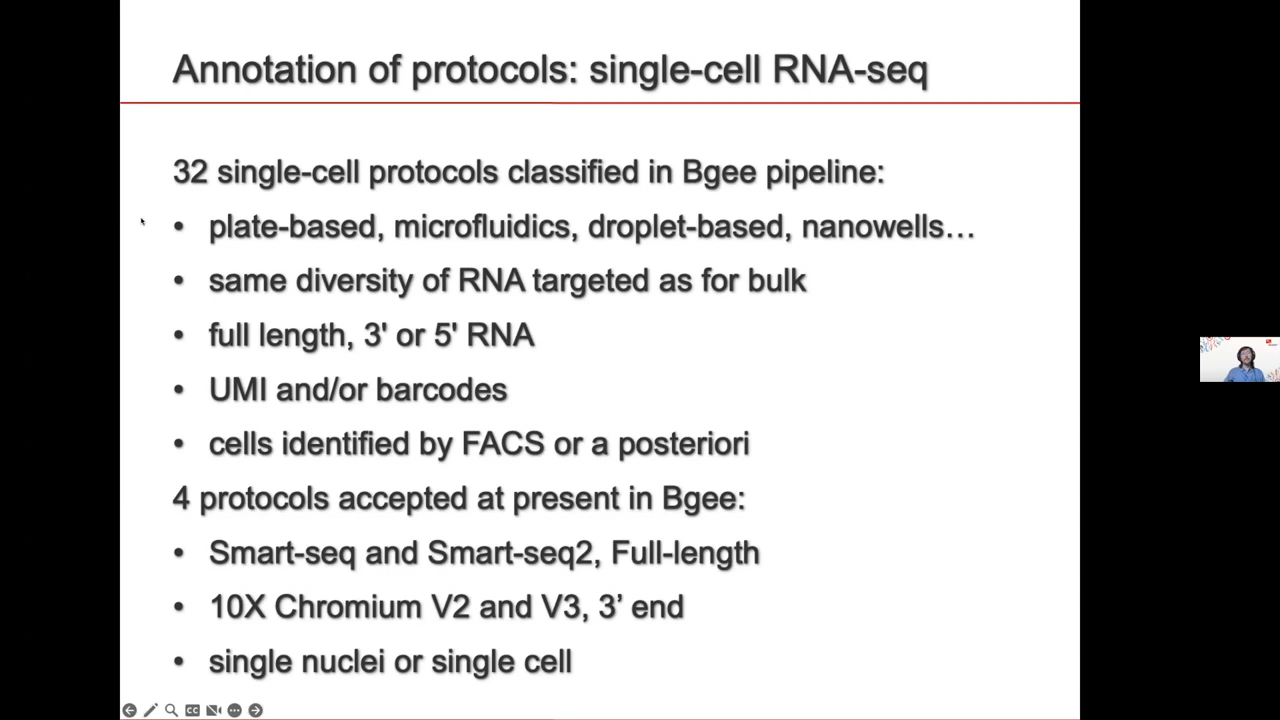 Annotation of protocols: single-cell RNA-seq
32 single-cell protocols classified in Bgee pipeline:
• plate-based, microfluidics, droplet-based, nanowells…
• same diversity of RNA targeted as for bulk
• full length, 3' or 5' RNA
• UMI and/or barcodes
• cells identified by FACS or a posteriori
4 protocols accepted at present in Bgee:
• Smart-seq and Smart-seq2, Full-length
• 10X Chromium V2 and V3, 3’ end
• single nuclei or single cell
CC